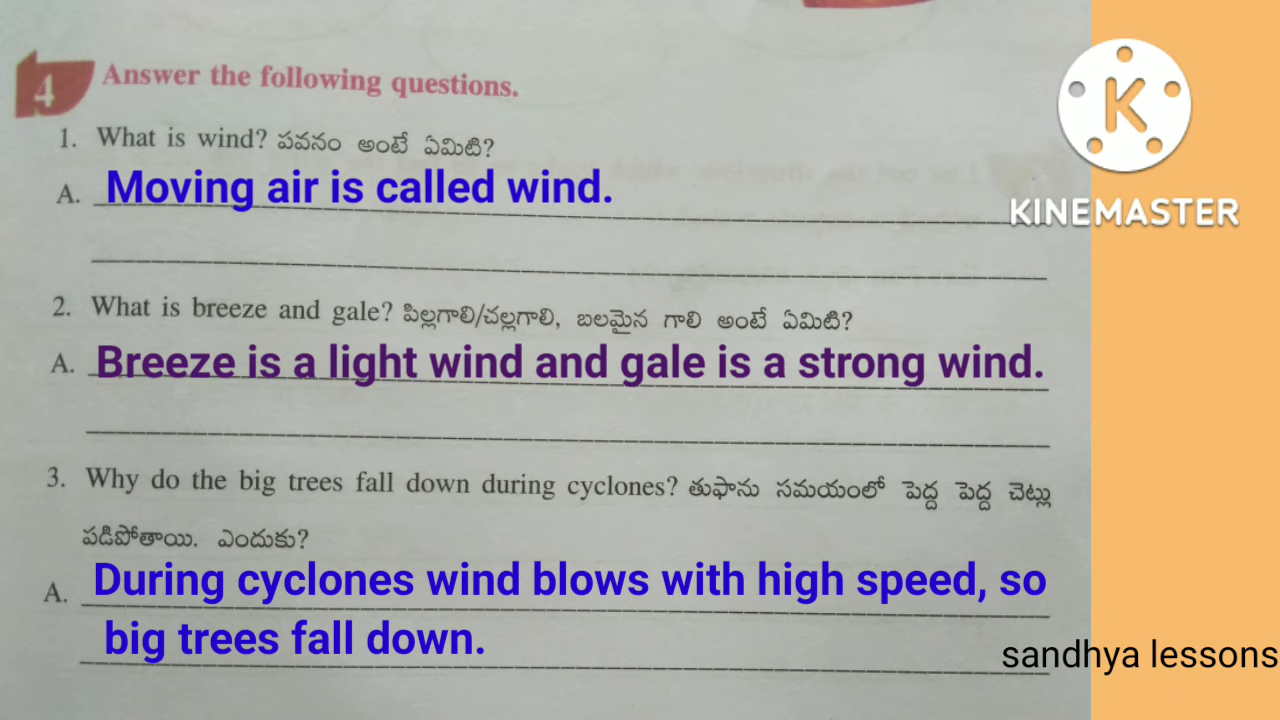 4 Answer the following questions.
1. What is wind? పవనం అంటే ఏమిటి?
A. Moving air is called wind.
2. What is breeze and gale? పిల్లగాలి/చల్లగాలి, బలమైన గాలి అంటే ఏమిటి?
A. Breeze is a light wind and gale is a strong wind.
3. Why do the big trees fall down during cyclones? తుఫాను సమయంలో పెద్ద పెద్ద చెట్లు
పడిపోతాయి. ఎందుకు?
A. During cyclones wind blows with high speed, so
big trees fall down.
K
KINEMASTER
sandhya lessons